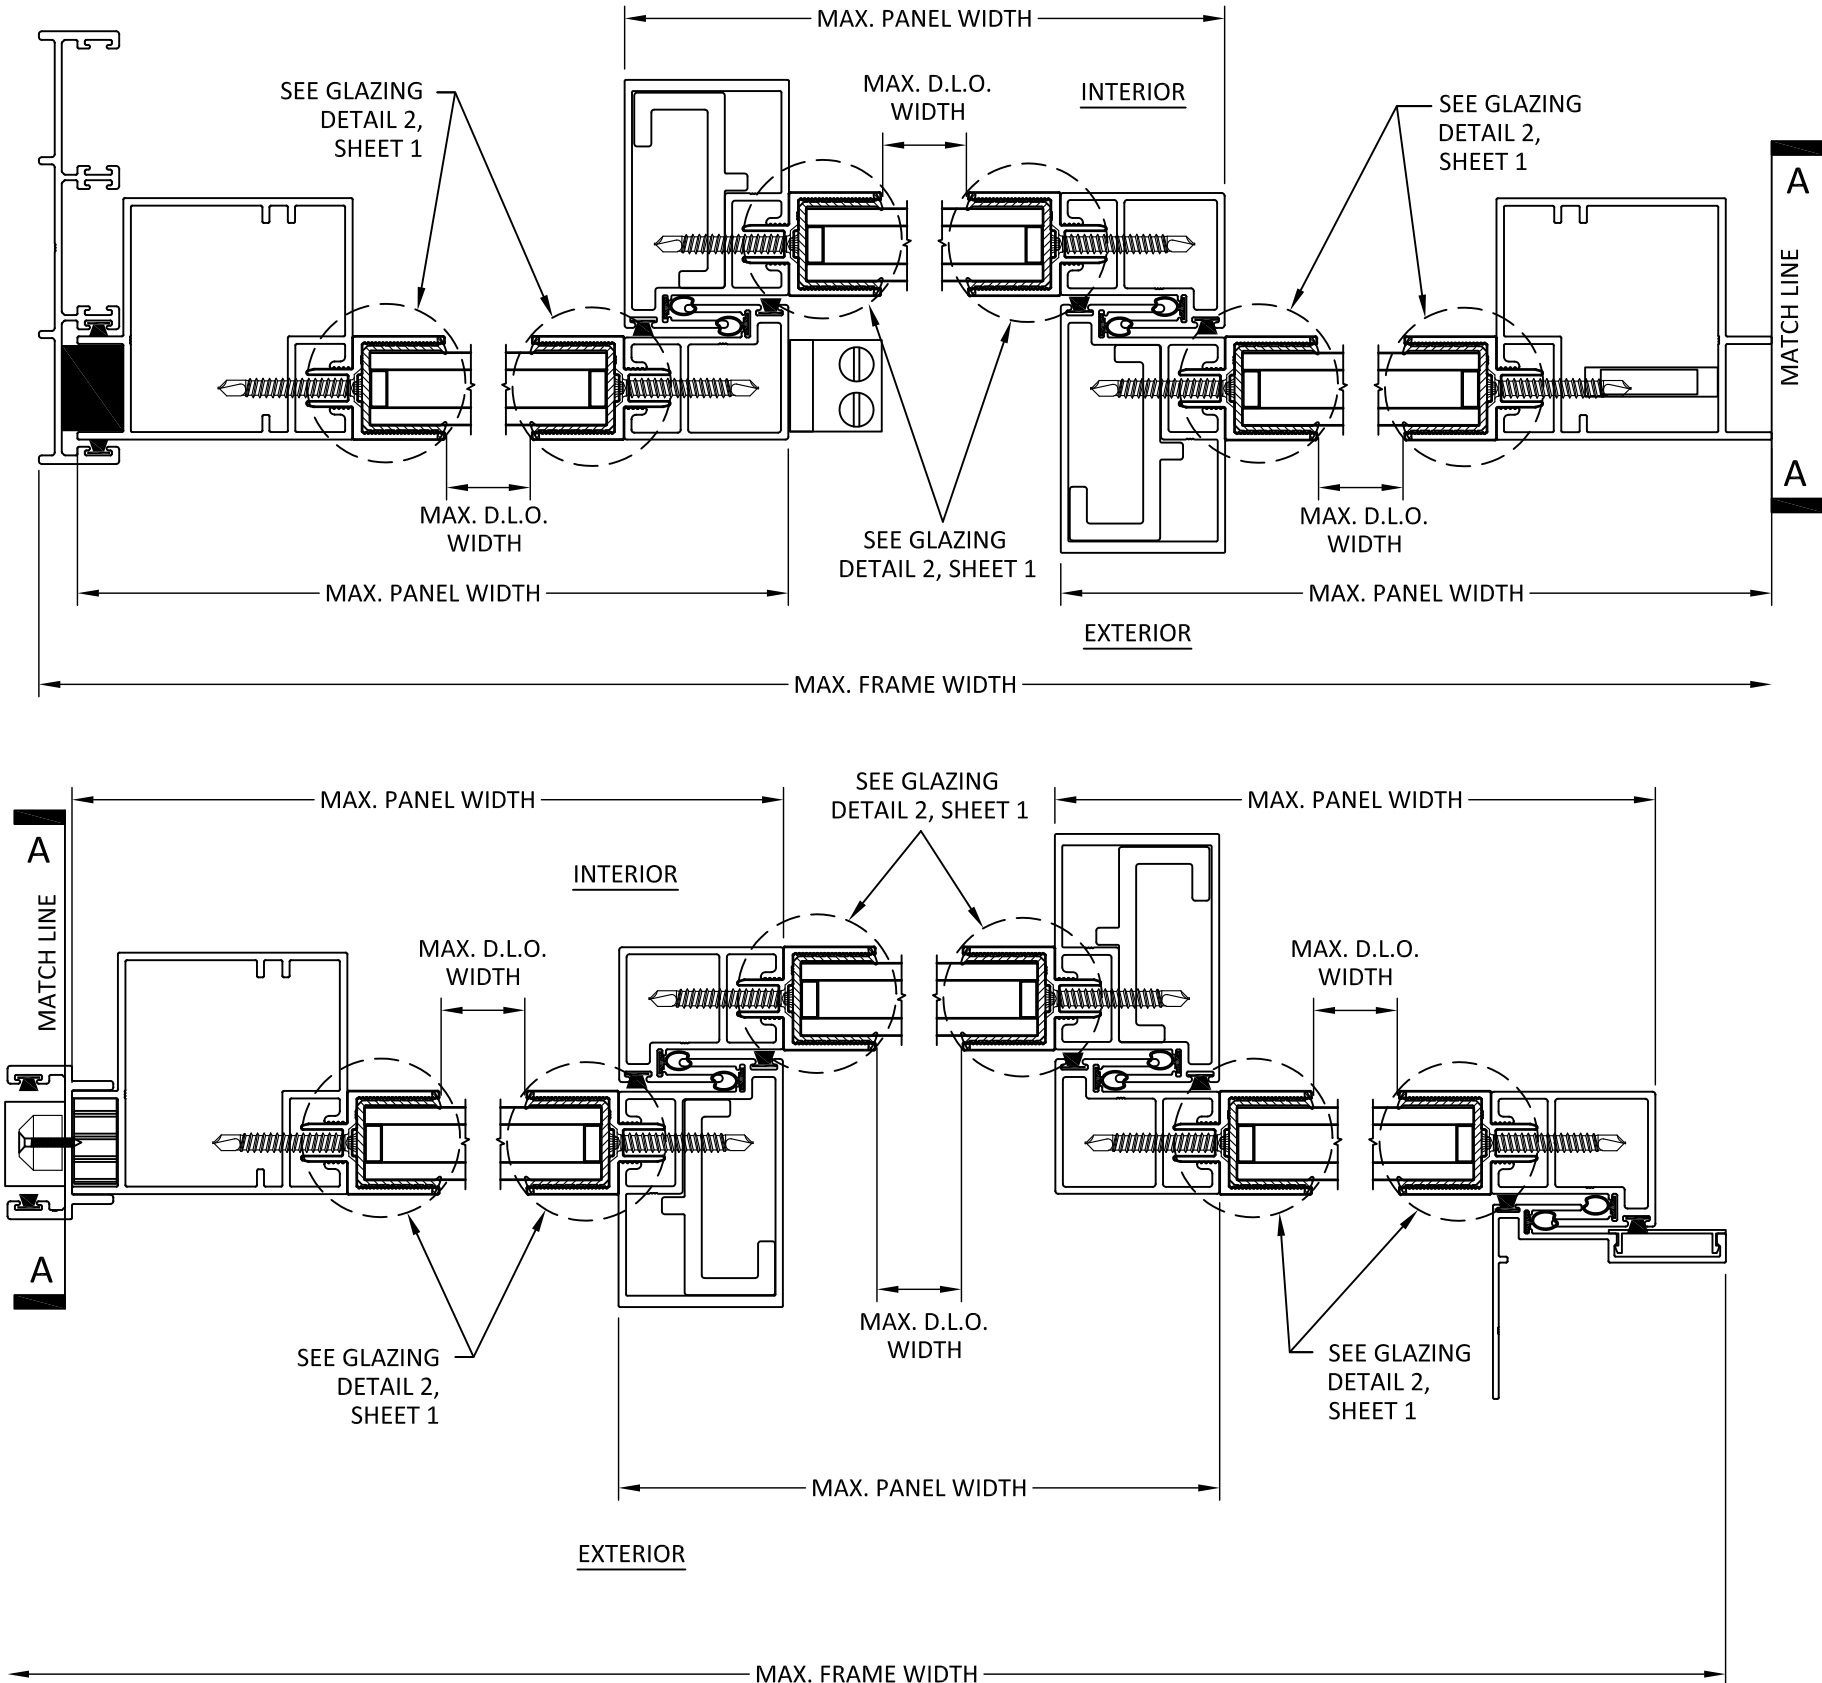 MAX. PANEL WIDTH
SEE GLAZING
DETAIL 2,
SHEET 1
MAX. D.L.O.
WIDTH
INTERIOR
SEE GLAZING
DETAIL 2,
SHEET 1
A
MATCH LINE
A
MAX. D.L.O.
WIDTH
SEE GLAZING
DETAIL 2, SHEET 1
MAX. D.L.O.
WIDTH
MAX. PANEL WIDTH
MAX. PANEL WIDTH
EXTERIOR
MAX. FRAME WIDTH
MAX. PANEL WIDTH
SEE GLAZING
DETAIL 2, SHEET 1
MAX. PANEL WIDTH
A
MATCH LINE
INTERIOR
MAX. D.L.O.
WIDTH
MAX. D.L.O.
WIDTH
A
MAX. D.L.O.
WIDTH
SEE GLAZING
DETAIL 2,
SHEET 1
SEE GLAZING
DETAIL 2,
SHEET 1
MAX. PANEL WIDTH
EXTERIOR
MAX. FRAME WIDTH